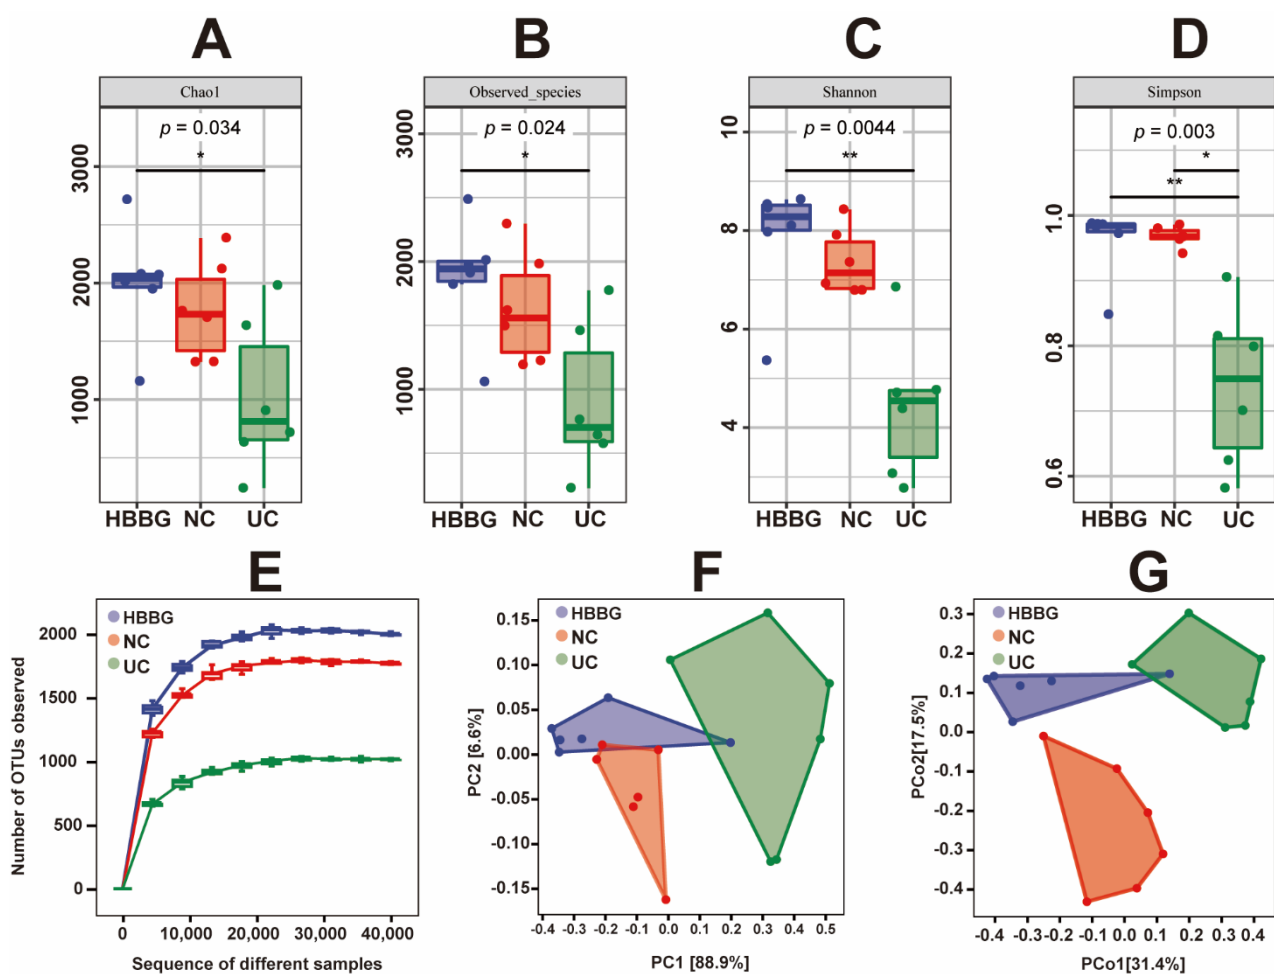 A
B
C
D
Chao1
p = 0.034
*
3000
2000
1000
HBBG NC UC
Observed_species
p = 0.024
*
3000
2000
1000
HBBG NC UC
Shannon
p = 0.0044
**
10
8
6
4
HBBG NC UC
Simpson
p = 0.003
*
**
1.0
0.8
0.6
HBBG NC UC
E
F
G
HBBG
NC
UC
Number of OTUs observed
2000
1500
1000
500
0
0 10,000 20,000 30,000 40,000
Sequence of different samples
HBBG
NC
UC
PC2 [6.6%]
0.15
0.10
0.05
0.00
-0.05
-0.10
-0.15
-0.4 -0.3 -0.2 -0.1 0.0 0.1 0.2 0.3 0.4 0.5
PC1 [88.9%]
HBBG
NC
UC
PCo2[17.5%]
0.3
0.2
0.1
0.0
-0.1
-0.2
-0.3
-0.4
-0.4 -0.3 -0.2 -0.1 0.0 0.1 0.2 0.3 0.4
PCo1[31.4%]